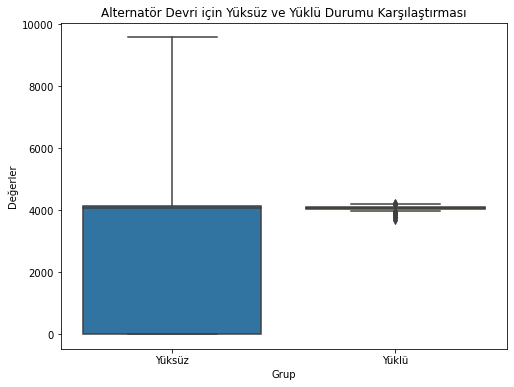 Alternatör Devri için Yüksüz ve Yüklü Durumu Karşılaştırması
10000
8000
6000
4000
2000
0
Değerler
Yüksüz
Yüklü
Grup